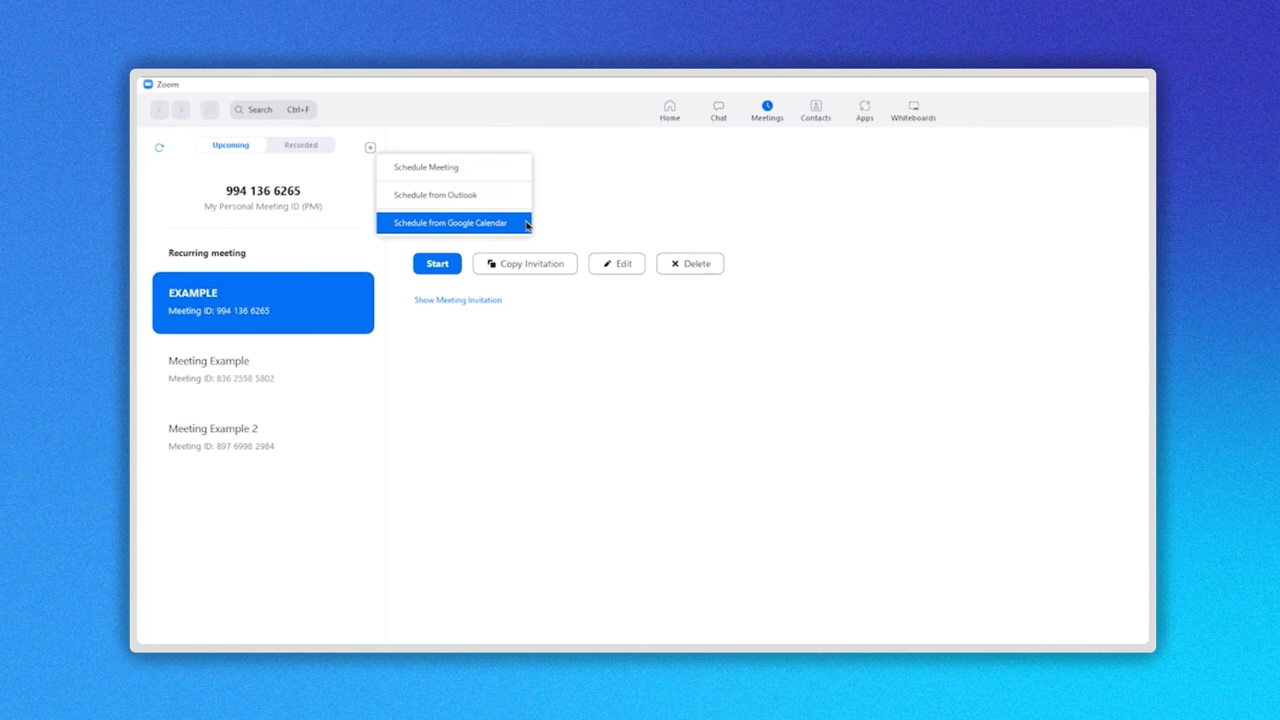 Zoom
Search Ctrl+F
Home
Chat
Meetings
Contacts
Apps
Whiteboards
Upcoming
Recorded
994 136 6265
My Personal Meeting ID (PMI)
Recurring meeting
EXAMPLE
Meeting ID: 994 136 6265
Meeting Example
Meeting ID: 836 2558 5802
Meeting Example 2
Meeting ID: 897 6998 2984
Schedule Meeting
Schedule from Outlook
Schedule from Google Calendar
Start
Copy Invitation
Edit
Delete
Show Meeting Invitation